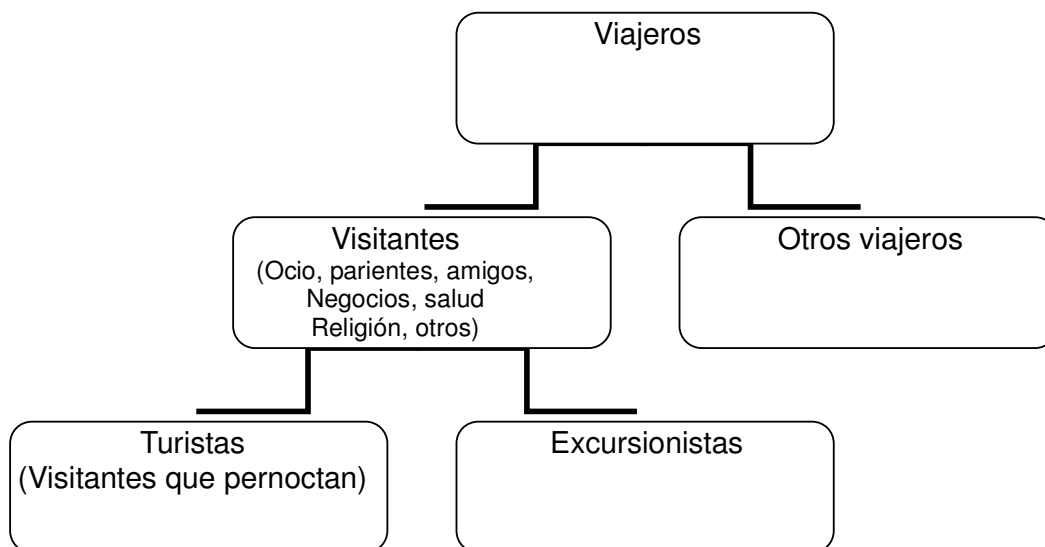 Viajeros
Visitantes
(Ocio, parientes, amigos,
Negocios, salud
Religión, otros)
Otros viajeros
Turistas
(Visitantes que pernoctan)
Excursionistas